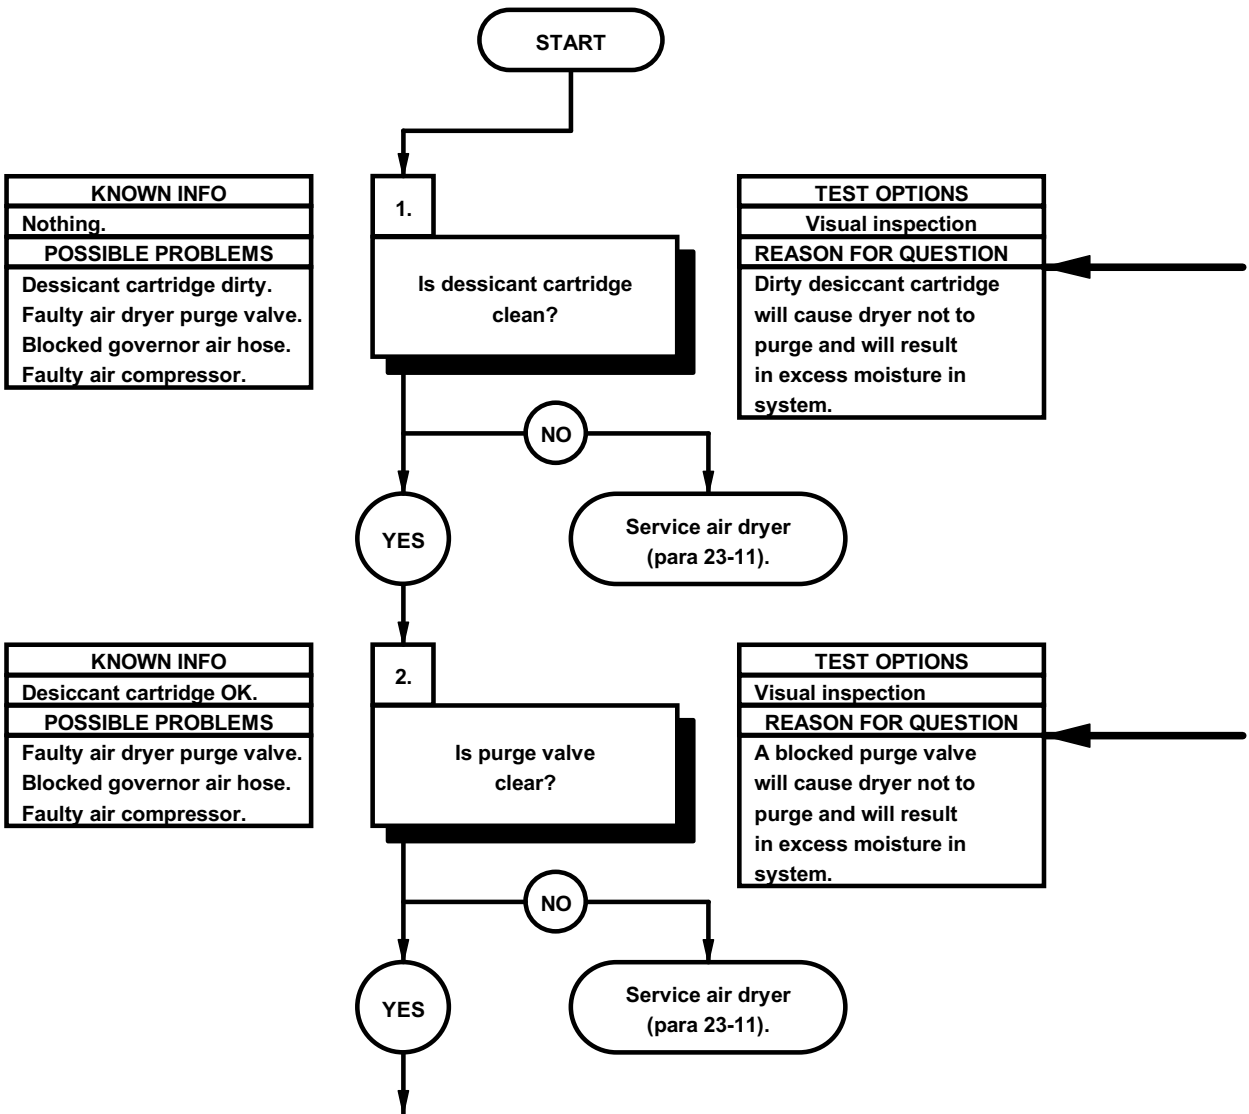 START
KNOWN INFO
Nothing.
POSSIBLE PROBLEMS
Dessicant cartridge dirty.
Faulty air dryer purge valve.
Blocked governor air hose.
Faulty air compressor.
1.
Is dessicant cartridge
clean?
TEST OPTIONS
Visual inspection
REASON FOR QUESTION
Dirty desiccant cartridge
will cause dryer not to
purge and will result
in excess moisture in
system.
NO
YES
Service air dryer
(para 23-11).
KNOWN INFO
Desiccant cartridge OK.
POSSIBLE PROBLEMS
Faulty air dryer purge valve.
Blocked governor air hose.
Faulty air compressor.
2.
Is purge valve
clear?
TEST OPTIONS
Visual inspection
REASON FOR QUESTION
A blocked purge valve
will cause dryer not to
purge and will result
in excess moisture in
system.
NO
YES
Service air dryer
(para 23-11).